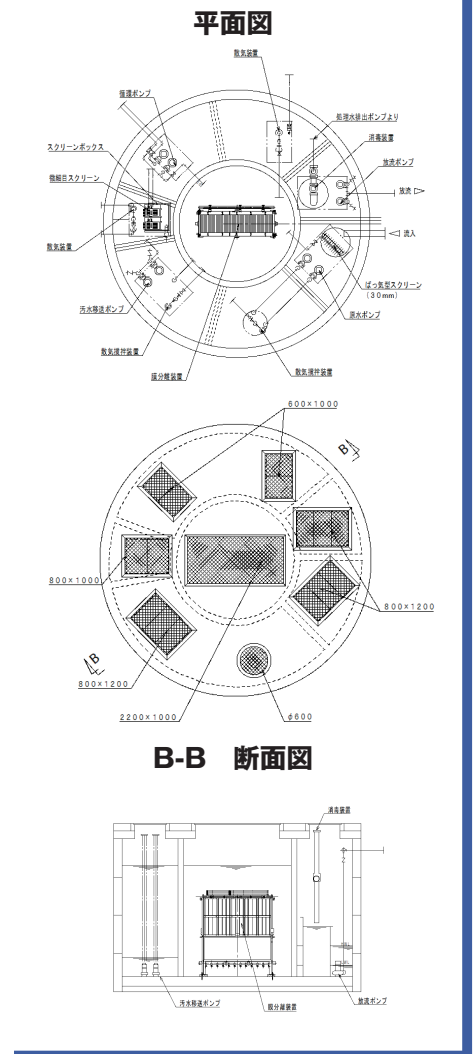 平面図
散気装置
循環ポンプ
処理水排出ポンプより
消毒装置
スクリーンボックス
放流ポンプ
微細目スクリーン
放流
流入
散気装置
ばっ気型スクリーン
(30mm)
汚水移送ポンプ
原水ポンプ
散気撹拌装置
散気撹拌装置
膜分離装置
600×1000
B
800×1000
800×1200
B
800×1200
2200×1000
φ600
B-B 断面図
消毒装置
汚水移送ポンプ
膜分離装置
放流ポンプ